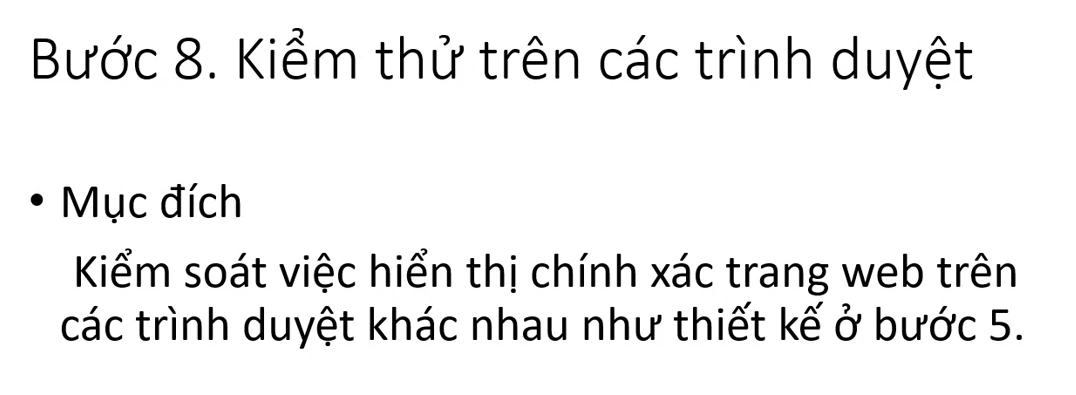 Bước 8. Kiểm thử trên các trình duyệt
• Mục đích
Kiểm soát việc hiển thị chính xác trang web trên
các trình duyệt khác nhau như thiết kế ở bước 5.